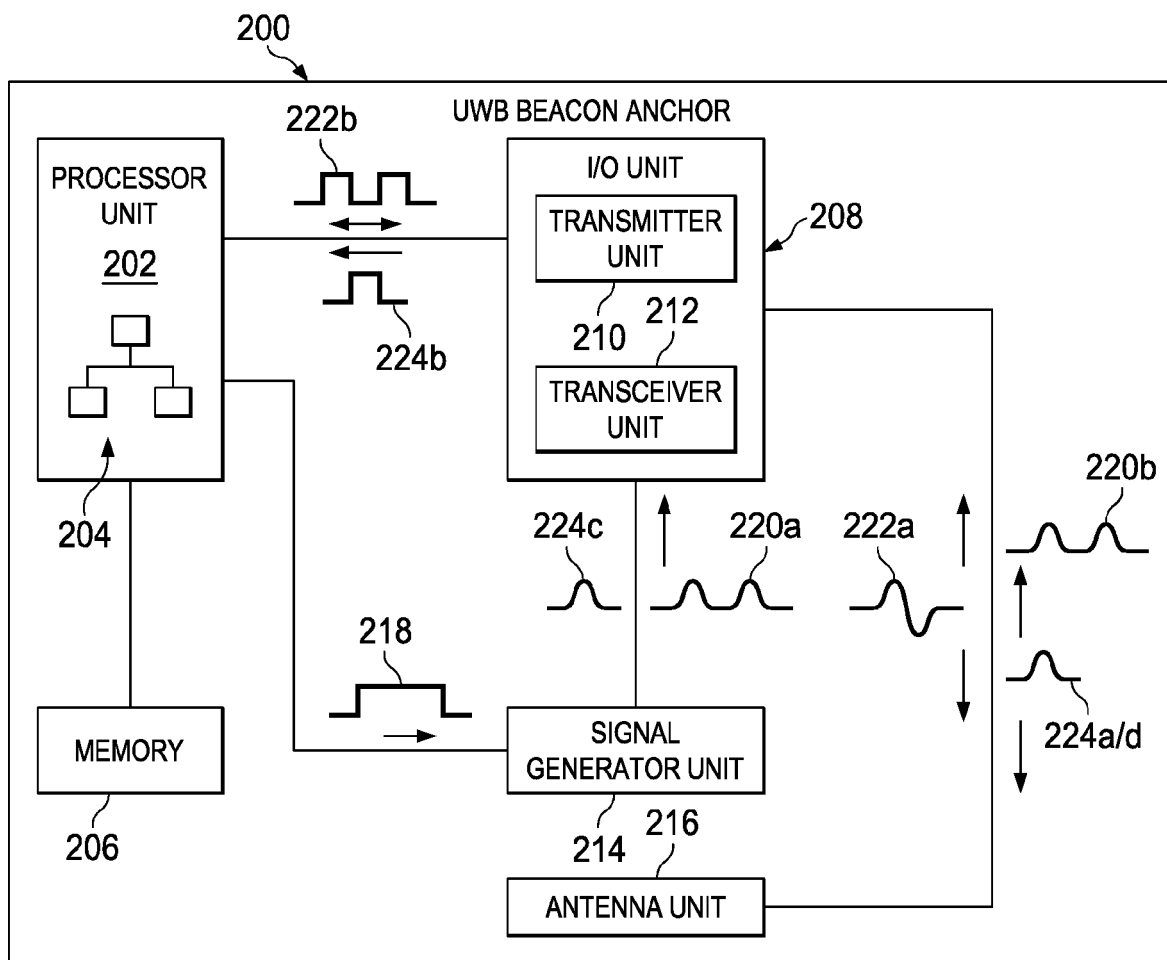 200
UWB BEACON ANCHOR
222b
PROCESSOR
UNIT
202
I/O UNIT
TRANSMITTER
UNIT
208
210
212
224b
TRANSCEIVER
UNIT
204
220b
224c
220a
222a
218
224a/d
MEMORY
SIGNAL
GENERATOR UNIT
206
214
216
ANTENNA UNIT